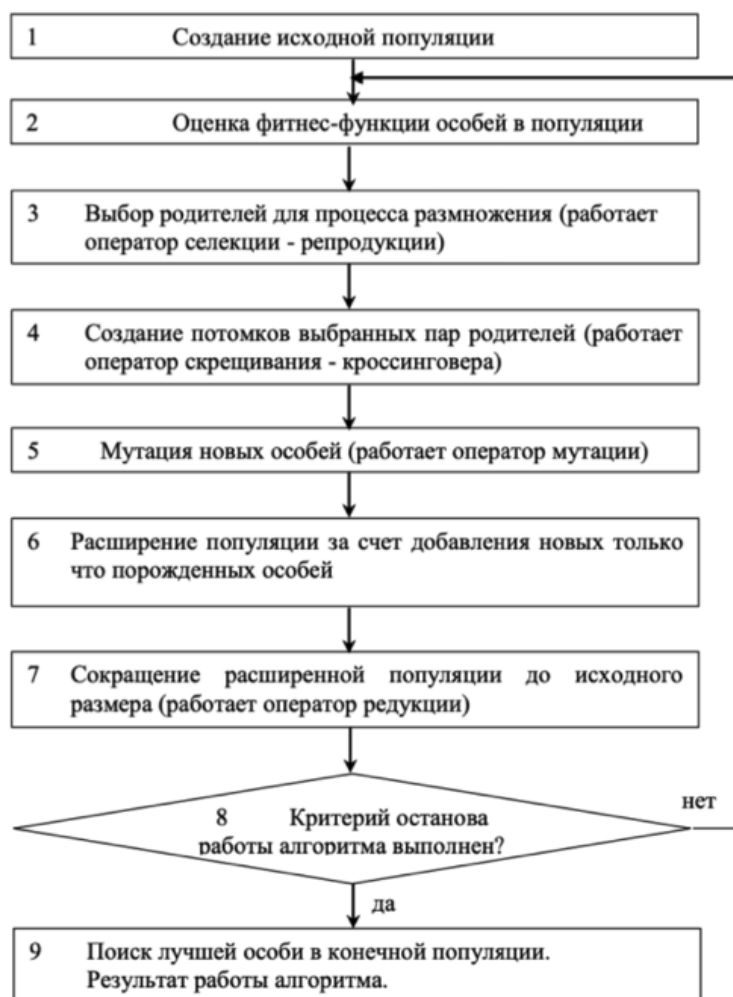 1 Создание исходной популяции
2 Оценка фитнес-функции особей в популяции
3 Выбор родителей для процесса размножения (работает
оператор селекции - репродукции)
4 Создание потомков выбранных пар родителей (работает
оператор скрещивания - кроссинговера)
5 Мутация новых особей (работает оператор мутации)
6 Расширение популяции за счет добавления новых только
что порожденных особей
7 Сокращение расширенной популяции до исходного
размера (работает оператор редукции)
8 Критерий останова
работы алгоритма выполнен?
нет
да
9 Поиск лучшей особи в конечной популяции.
Результат работы алгоритма.